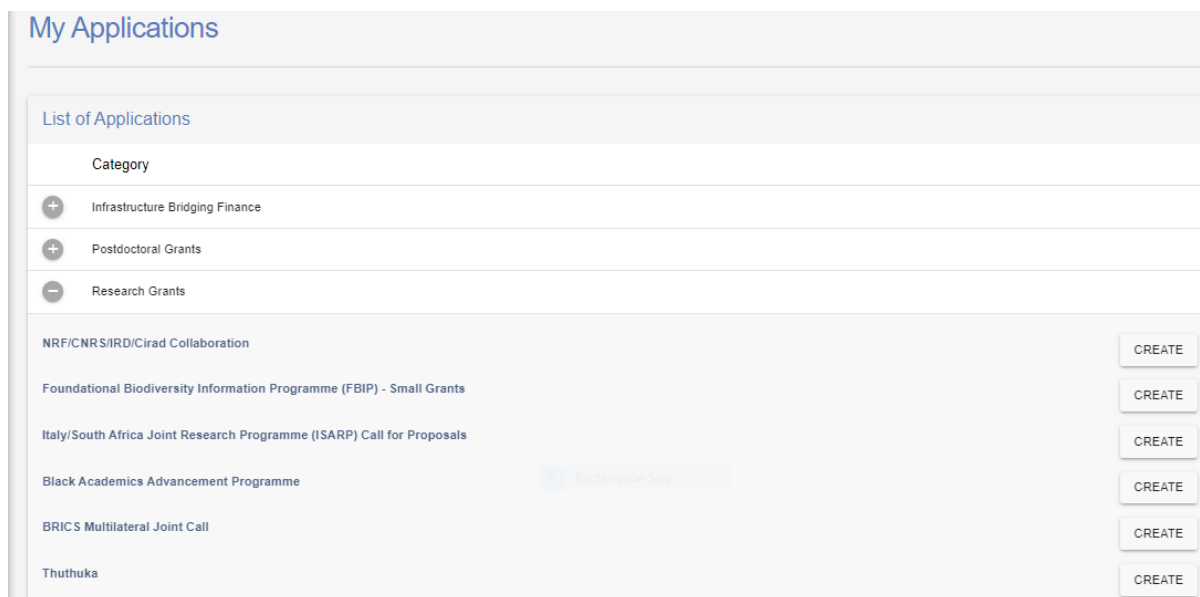 My Applications
List of Applications
Category
Infrastructure Bridging Finance
Postdoctoral Grants
Research Grants
NRF/CNRS/IRD/Cirad Collaboration CREATE
Foundational Biodiversity Information Programme (FBIP) - Small Grants CREATE
Italy/South Africa Joint Research Programme (ISARP) Call for Proposals CREATE
Rectangular Snip
Black Academics Advancement Programme CREATE
BRICS Multilateral Joint Call CREATE
Thuthuka CREATE